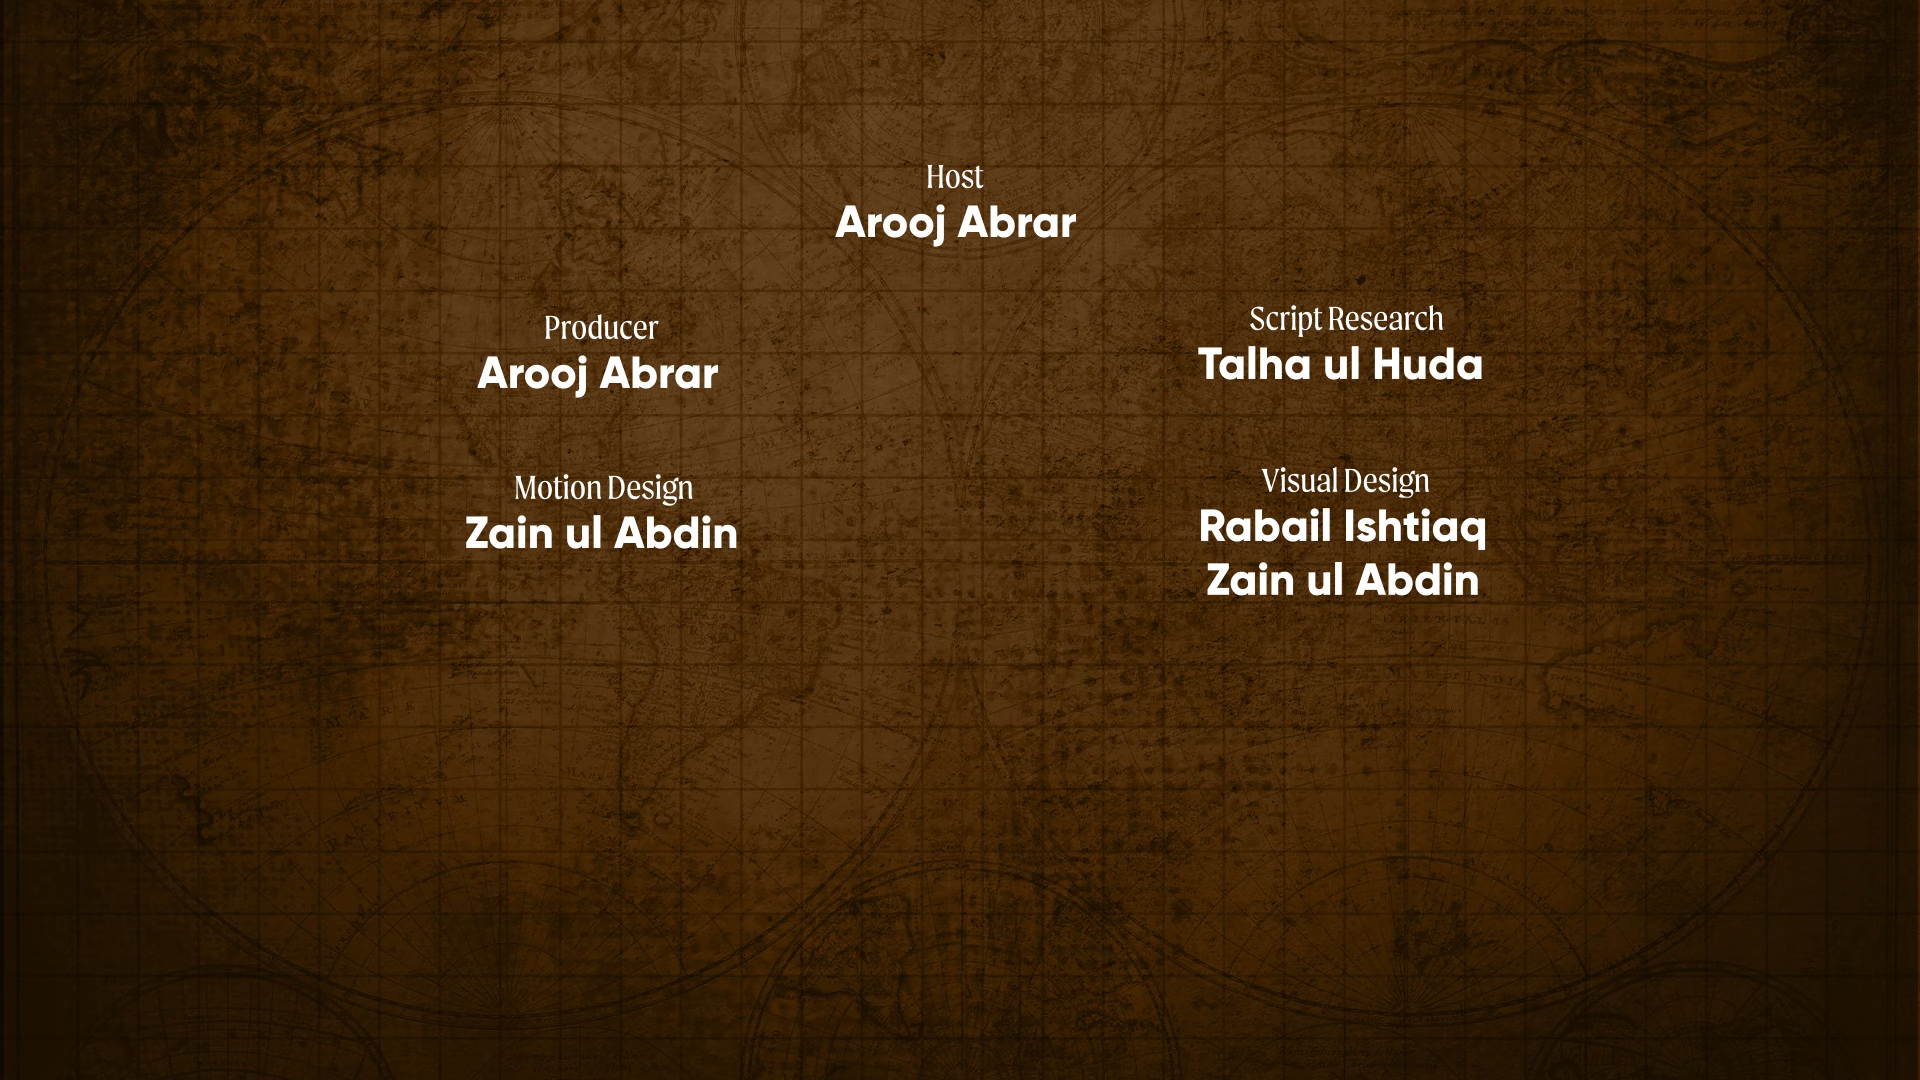 Host
Arooj Abrar
Producer
Arooj Abrar
Script Research
Talha ul Huda
Motion Design
Zain ul Abdin
Visual Design
Rabail Ishtiaq
Zain ul Abdin